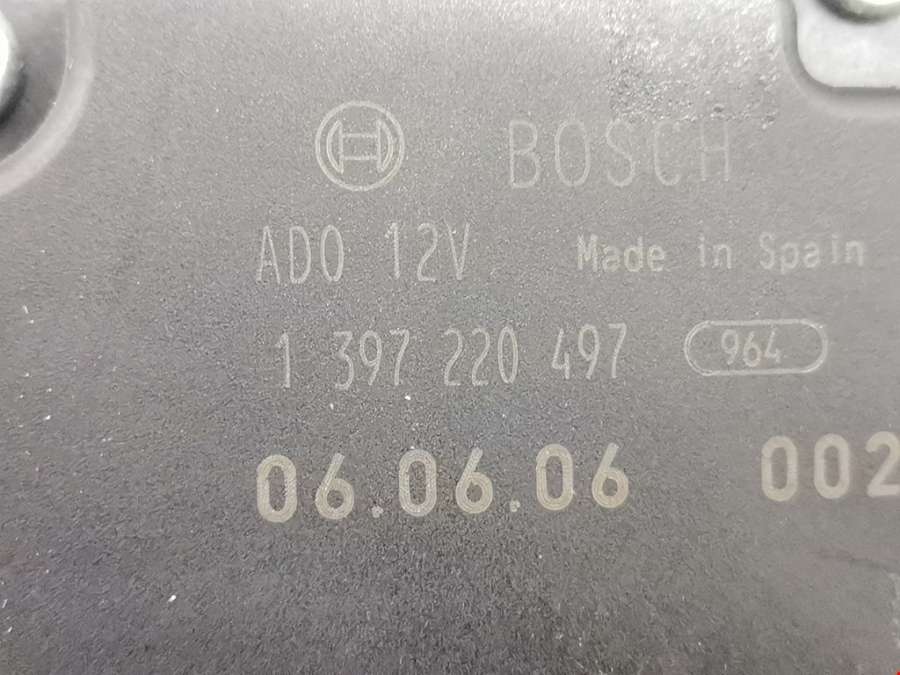 BOSCH
ADO 12V Made in Spain
1 397 220 497 964
06.06.06 002